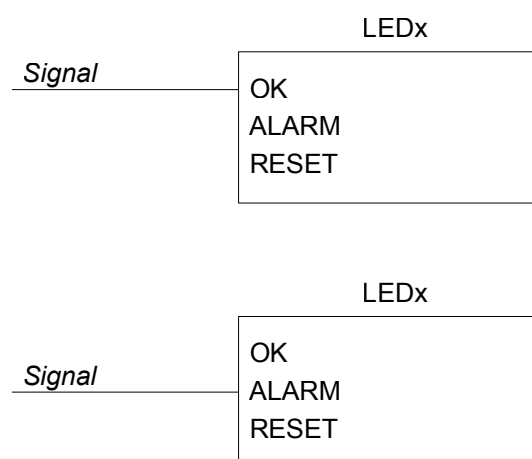 LEDx
Signal
OK
ALARM
RESET
LEDx
OK
Signal
ALARM
RESET